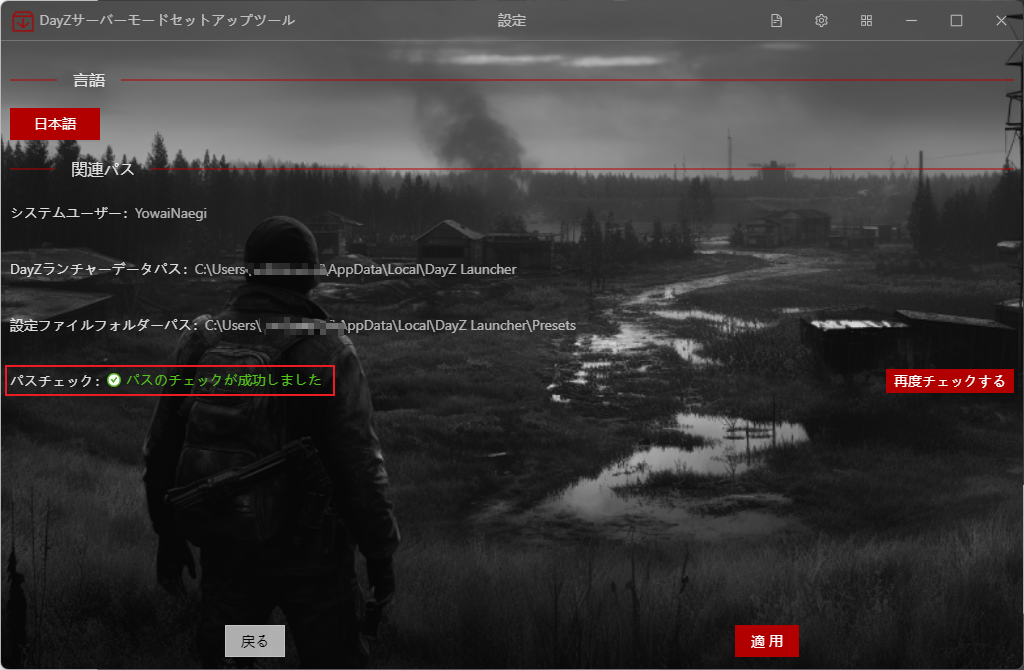 DayZサーバーモードセットアップツール
設定
言語
日本語
関連パス
システムユーザー：YowaiNaegi
DayZランチャーデータパス：C:\Users\AppData\Local\DayZ Launcher
設定ファイルフォルダーパス：C:\Users\AppData\Local\DayZ Launcher\Presets
パスチェック：パスのチェックが成功しました
再度チェックする
戻る
適 用